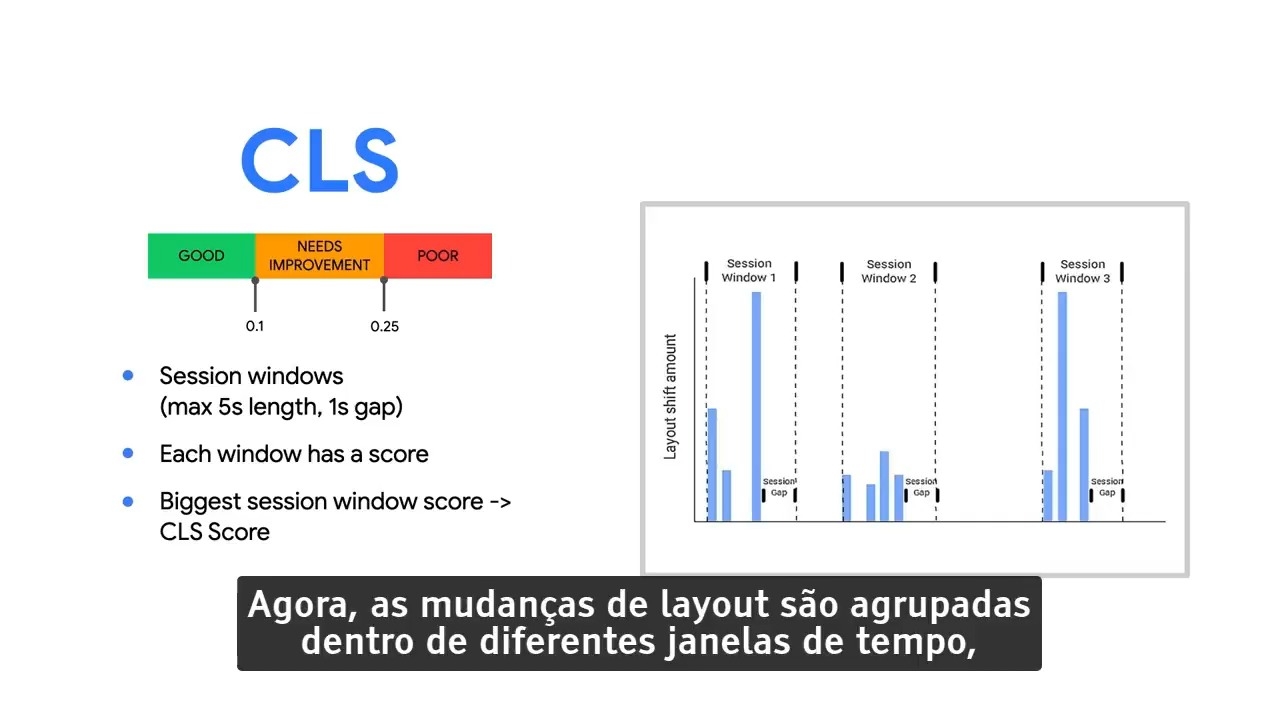 CLS
GOOD
NEEDS
IMPROVEMENT
POOR
0.1
0.25
Session windows
(max 5s length, 1s gap)
Each window has a score
Biggest session window score ->
CLS Score
Layout shift amount
Session
Window 1
Session
Window 2
Session
Window 3
Session
Gap
Session
Gap
Session
Gap
Agora, as mudanças de layout são agrupadas
dentro de diferentes janelas de tempo,